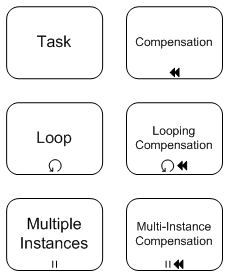 Task
Compensation
Loop
Looping
Compensation
Multiple
Instances
Multi-Instance
Compensation